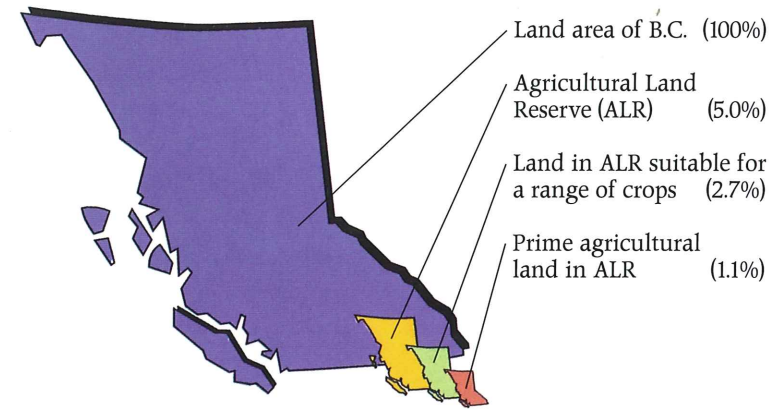 Land area of B.C. (100%)
Agricultural Land
Reserve (ALR) (5.0%)
Land in ALR suitable for
a range of crops (2.7%)
Prime agricultural
land in ALR (1.1%)